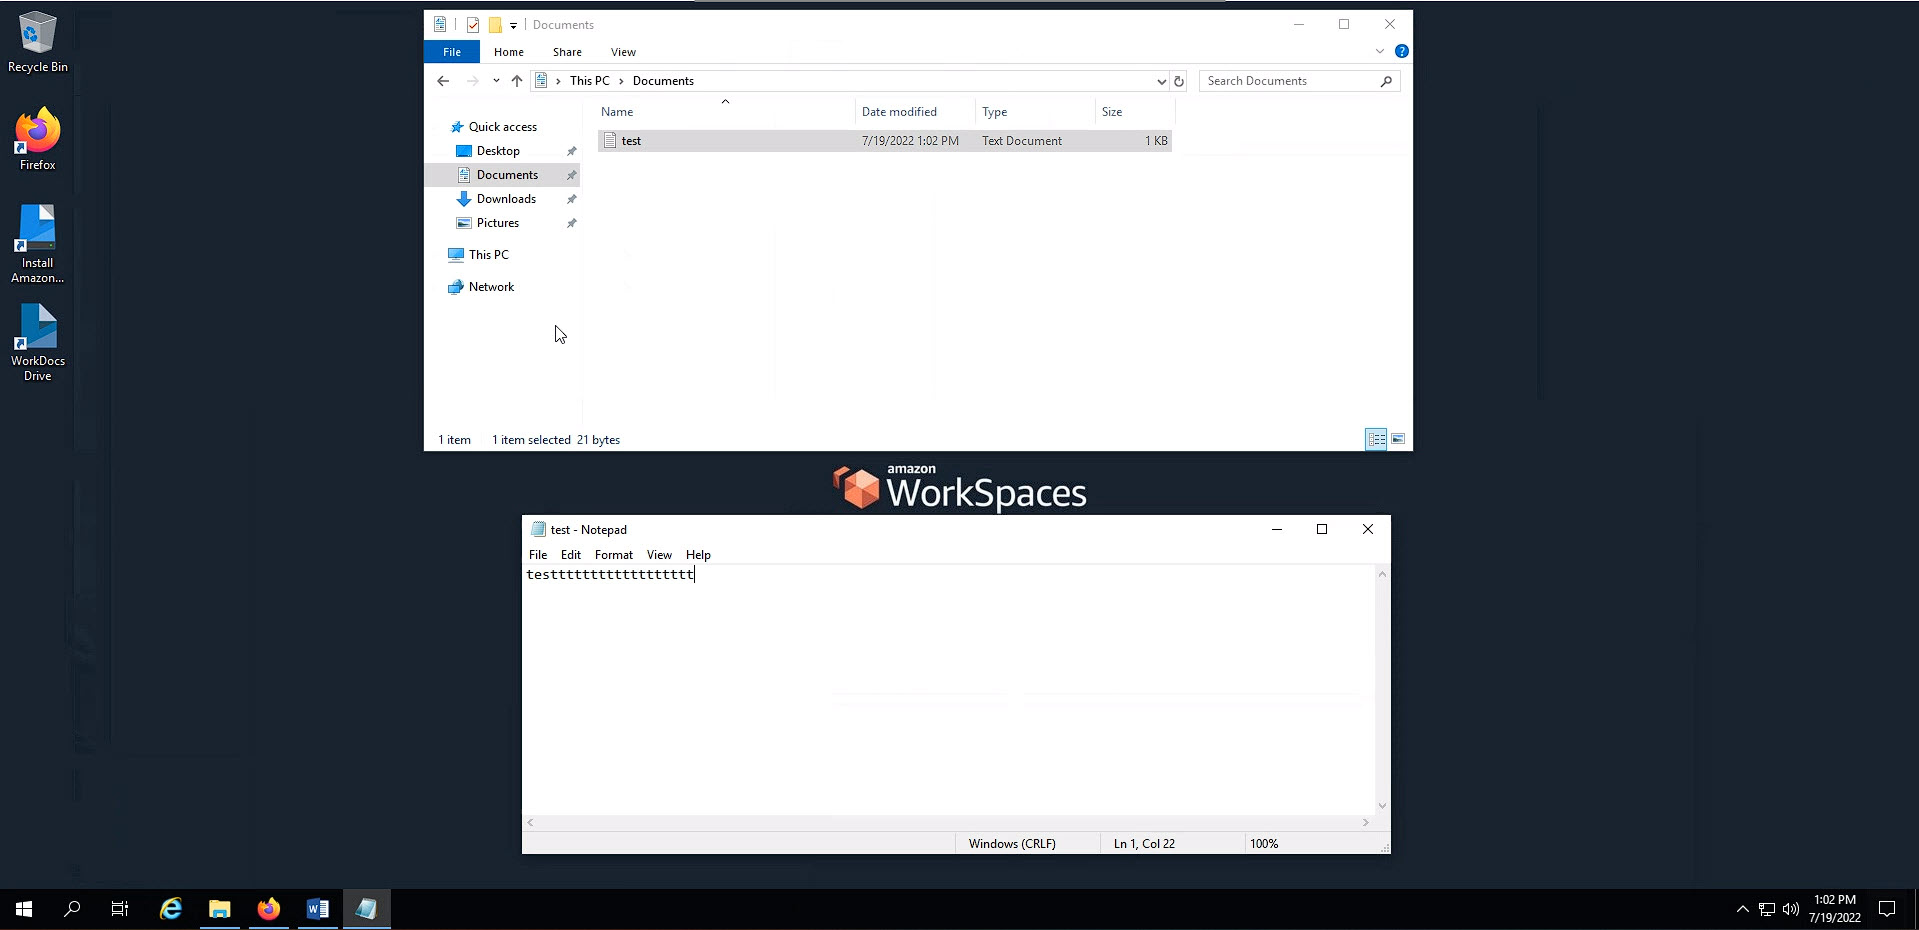 Recycle Bin
Firefox
Install
Amazon...
WorkDocs
Drive
Documents
File Home Share View
This PC Documents
Search Documents
Name Date modified Type Size
test 7/19/2022 1:02 PM Text Document 1 KB
Quick access
Desktop
Documents
Downloads
Pictures
This PC
Network
1 item 1 item selected 21 bytes
amazon
WorkSpaces
test - Notepad
File Edit Format View Help
testtttttttttttttttttt
Windows (CRLF) Ln 1, Col 22 100%
1:02 PM
7/19/2022